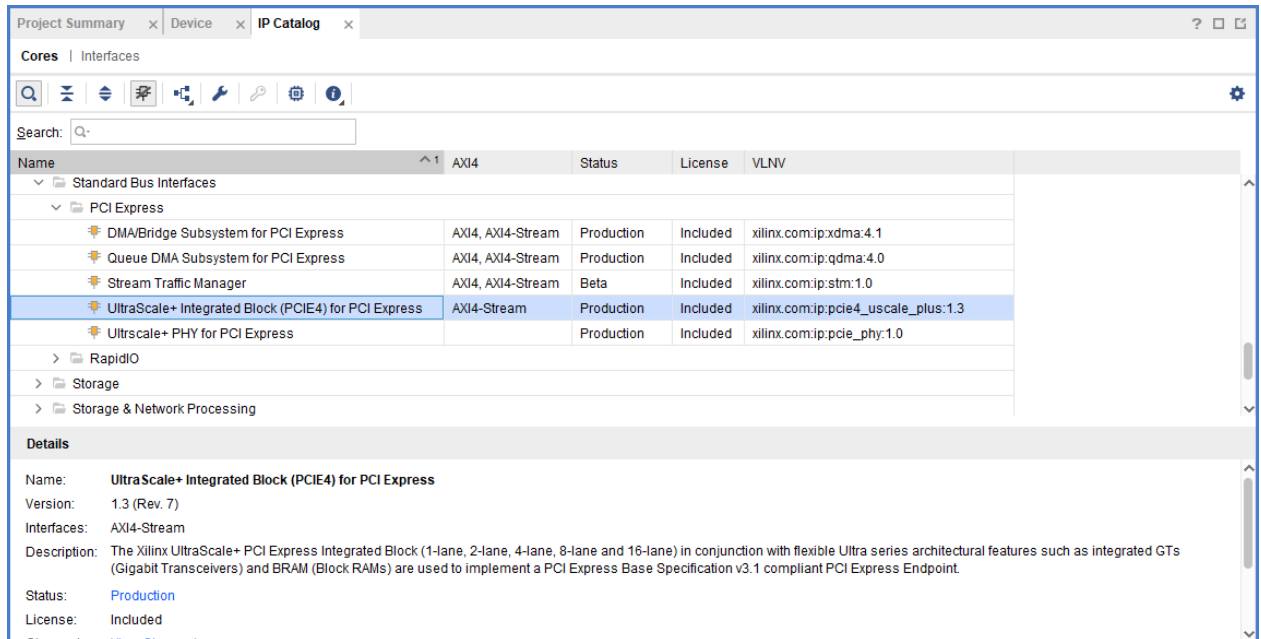 Project Summary × Device × IP Catalog × ?
Cores | Interfaces
Search:
Name 1 AXI4 Status License VLNV
Standard Bus Interfaces
PCI Express
DMA/Bridge Subsystem for PCI Express AXI4, AXI4-Stream Production Included xilinx.com:ip:xdma:4.1
Queue DMA Subsystem for PCI Express AXI4, AXI4-Stream Production Included xilinx.com:ip:qdma:4.0
Stream Traffic Manager AXI4, AXI4-Stream Beta Included xilinx.com:ip:stm:1.0
UltraScale+ Integrated Block (PCIE4) for PCI Express AXI4-Stream Production Included xilinx.com:ip:pcie4_uscale_plus:1.3
Ultrscale+ PHY for PCI Express Production Included xilinx.com:ip:pcie_phy:1.0
RapidIO
Storage
Storage & Network Processing
Details
Name: UltraScale+ Integrated Block (PCIE4) for PCI Express
Version: 1.3 (Rev. 7)
Interfaces: AXI4-Stream
Description: The Xilinx UltraScale+ PCI Express Integrated Block (1-lane, 2-lane, 4-lane, 8-lane and 16-lane) in conjunction with flexible Ultra series architectural features such as integrated GTs
(Gigabit Transceivers) and BRAM (Block RAMs) are used to implement a PCI Express Base Specification v3.1 compliant PCI Express Endpoint.
Status: Production
License: Included